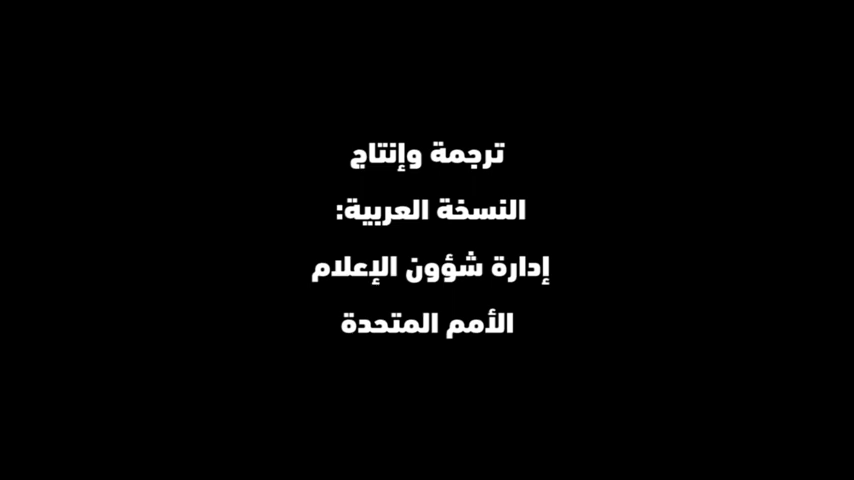 ترجمة وإنتاج
النسخة العربية:
إدارة شؤون الإعلام
الأمم المتحدة